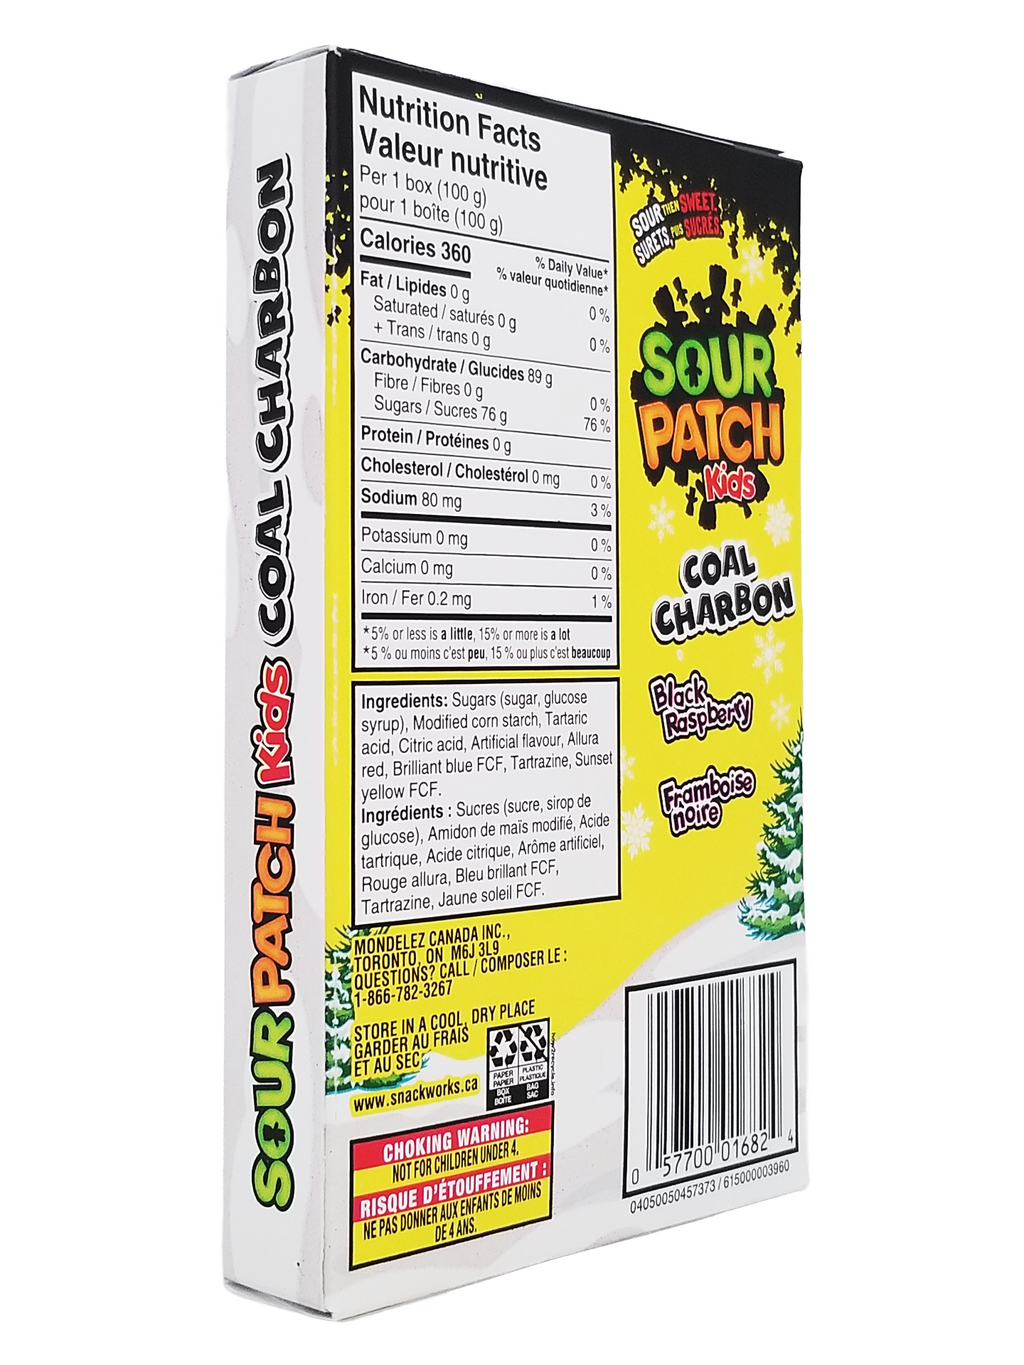 SOUR PATCH Kids COAL CHARBON
Nutrition Facts
Valeur nutritive
Per 1 box (100 g)
pour 1 boîte (100 g)
Calories 360
% Daily Value*
% valeur quotidienne*
Fat / Lipides 0 g 0 %
Saturated / saturés 0 g
+ Trans / trans 0 g 0 %
Carbohydrate / Glucides 89 g
Fibre / Fibres 0 g 0 %
Sugars / Sucres 76 g 76 %
Protein / Protéines 0 g
Cholesterol / Cholestérol 0 mg 0 %
Sodium 80 mg 3 %
Potassium 0 mg 0 %
Calcium 0 mg 0 %
Iron / Fer 0.2 mg 1 %
*5% or less is a little, 15% or more is a lot
*5 % ou moins c'est peu, 15 % ou plus c'est beaucoup
Ingredients: Sugars (sugar, glucose
syrup), Modified corn starch, Tartaric
acid, Citric acid, Artificial flavour, Allura
red, Brilliant blue FCF, Tartrazine, Sunset
yellow FCF.
Ingrédients : Sucres (sucre, sirop de
glucose), Amidon de maïs modifié, Acide
tartrique, Acide citrique, Arôme artificiel,
Rouge allura, Bleu brillant FCF,
Tartrazine, Jaune soleil FCF.
MONDELEZ CANADA INC.,
TORONTO, ON M6J 3L9
QUESTIONS? CALL / COMPOSER LE :
1-866-782-3267
STORE IN A COOL, DRY PLACE
GARDER AU FRAIS
ET AU SEC
www.snackworks.ca
PAPER
PAPIER
BOX
BOÎTE
PLASTIC
PLASTIQUE
BAG
SAC
how2recycle.info
CHOKING WARNING:
NOT FOR CHILDREN UNDER 4.
RISQUE D'ÉTOUFFEMENT :
NE PAS DONNER AUX ENFANTS DE MOINS
DE 4 ANS.
SOUR THEN SWEET.
SURETS, PUIS SUCRÉS.
SOUR
PATCH
Kids
COAL
CHARBON
Black
Raspberry
Framboise
noire
0 57700 01682 4
04050050457373 / 615000003960